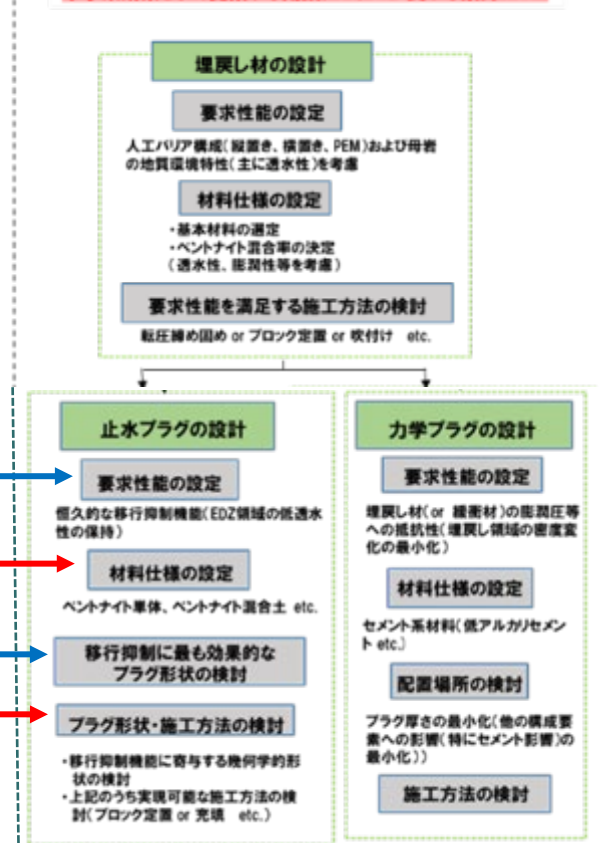 埋戻し材の設計
要求性能の設定
人工バリア構成(縦置き、横置き、PEM)および母岩
の地質環境特性(主に透水性)を考慮
材料仕様の設定
・基本材料の選定
・ベントナイト混合率の決定
(透水性、膨潤性等を考慮)
要求性能を満足する施工方法の検討
転圧締め固め or ブロック定置 or 吹付け etc.
止水プラグの設計
要求性能の設定
恒久的な移行抑制機能(EDZ領域の低透水
性の保持)
材料仕様の設定
ベントナイト単体、ベントナイト混合土 etc.
移行抑制に最も効果的な
プラグ形状の検討
プラグ形状・施工方法の検討
・移行抑制機能に寄与する幾何学的形
状の検討
・上記のうち実現可能な施工方法の検
討(ブロック定置 or 充填 etc.)
力学プラグの設計
要求性能の設定
埋戻し材(or 緩衝材)の膨潤圧等
への抵抗性(埋戻し領域の密度変
化の最小化)
材料仕様の設定
セメント系材料(低アルカリセメン
ト etc.)
配置場所の検討
プラグ厚さの最小化(他の構成要
素への影響(特にセメント影響)の
最小化))
施工方法の検討